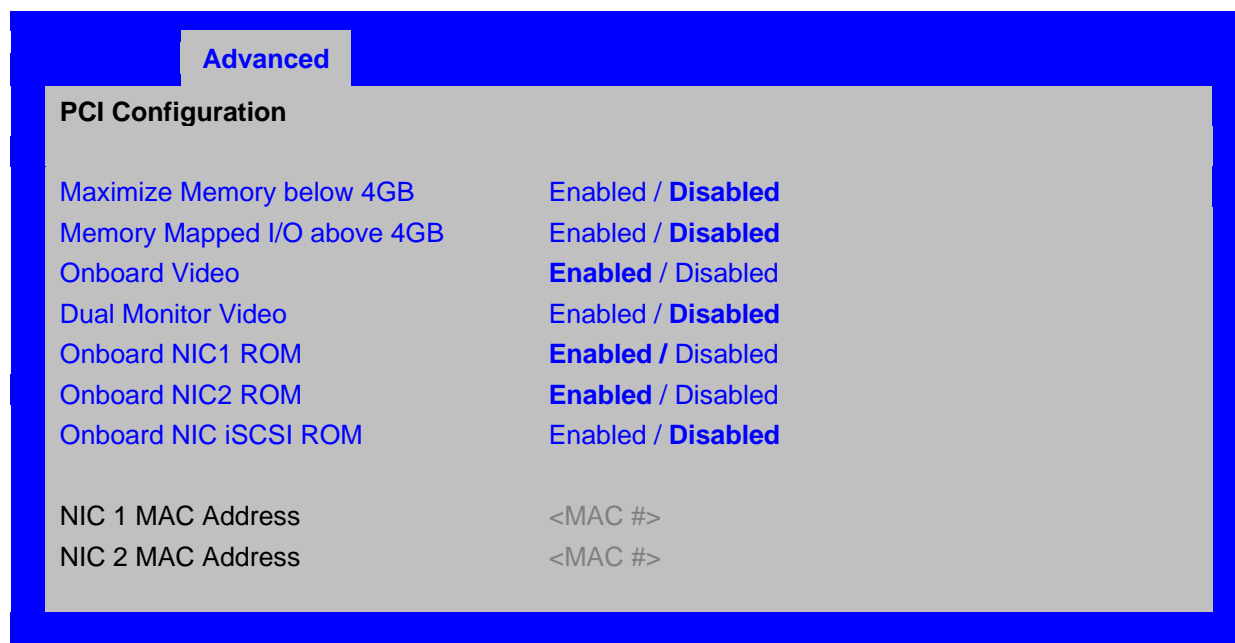 Advanced
PCI Configuration
Maximize Memory below 4GB Enabled / Disabled
Memory Mapped I/O above 4GB Enabled / Disabled
Onboard Video Enabled / Disabled
Dual Monitor Video Enabled / Disabled
Onboard NIC1 ROM Enabled / Disabled
Onboard NIC2 ROM Enabled / Disabled
Onboard NIC iSCSI ROM Enabled / Disabled
NIC 1 MAC Address <MAC #>
NIC 2 MAC Address <MAC #>